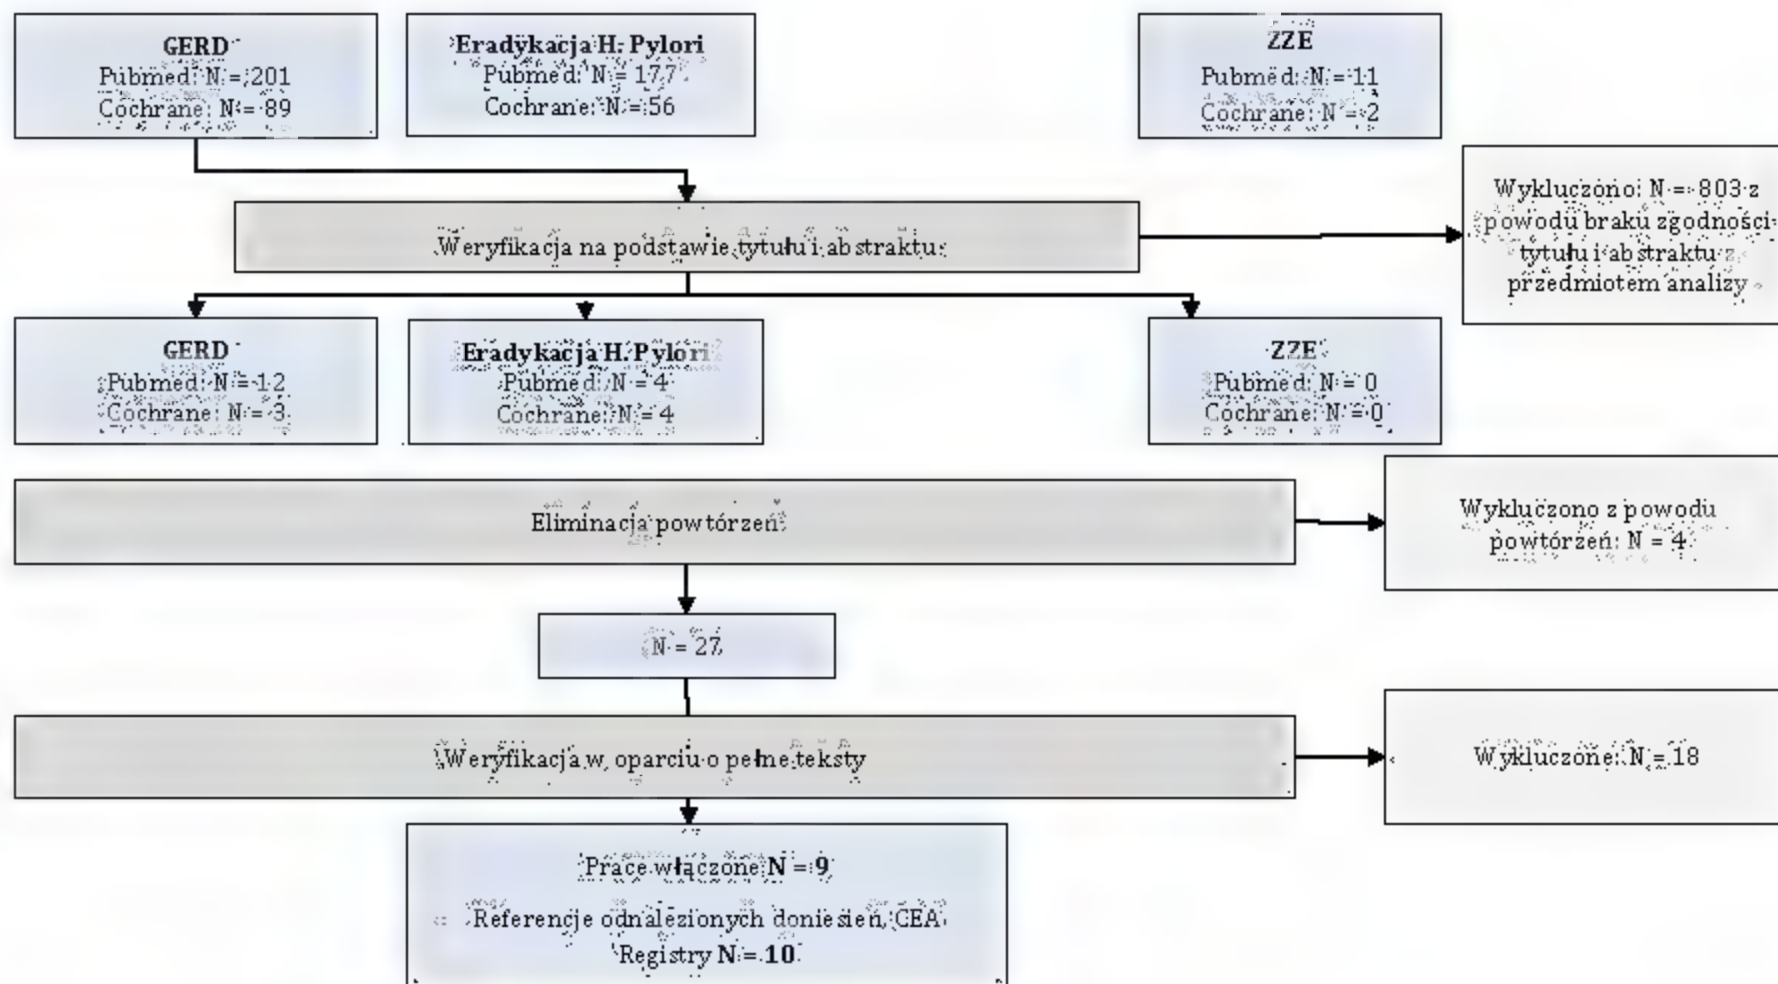 GERD
Pubmed: N = 201
Cochrane: N = 89
Eradykacja H. Pylori
Pubmed: N = 177
Cochrane: N = 56
ZZE
Pubmed: N = 11
Cochrane: N = 2
Weryfikacja na podstawie tytułu i abstraktu
Wykluczono: N = 803 z
powodu braku zgodności
tytułu i abstraktu z
przedmiotem analizy
GERD
Pubmed: N = 12
Cochrane: N = 3
Eradykacja H. Pylori
Pubmed: N = 4
Cochrane: N = 4
ZZE
Pubmed: N = 0
Cochrane: N = 0
Eliminacja powtórzeń
Wykluczono z powodu
powtórzeń: N = 4
N = 27
Weryfikacja w oparciu o pełne teksty
Wykluczone: N = 18
Prace włączone N = 9
Referencje odnalezionych doniesień, CEA
Registry N = 10